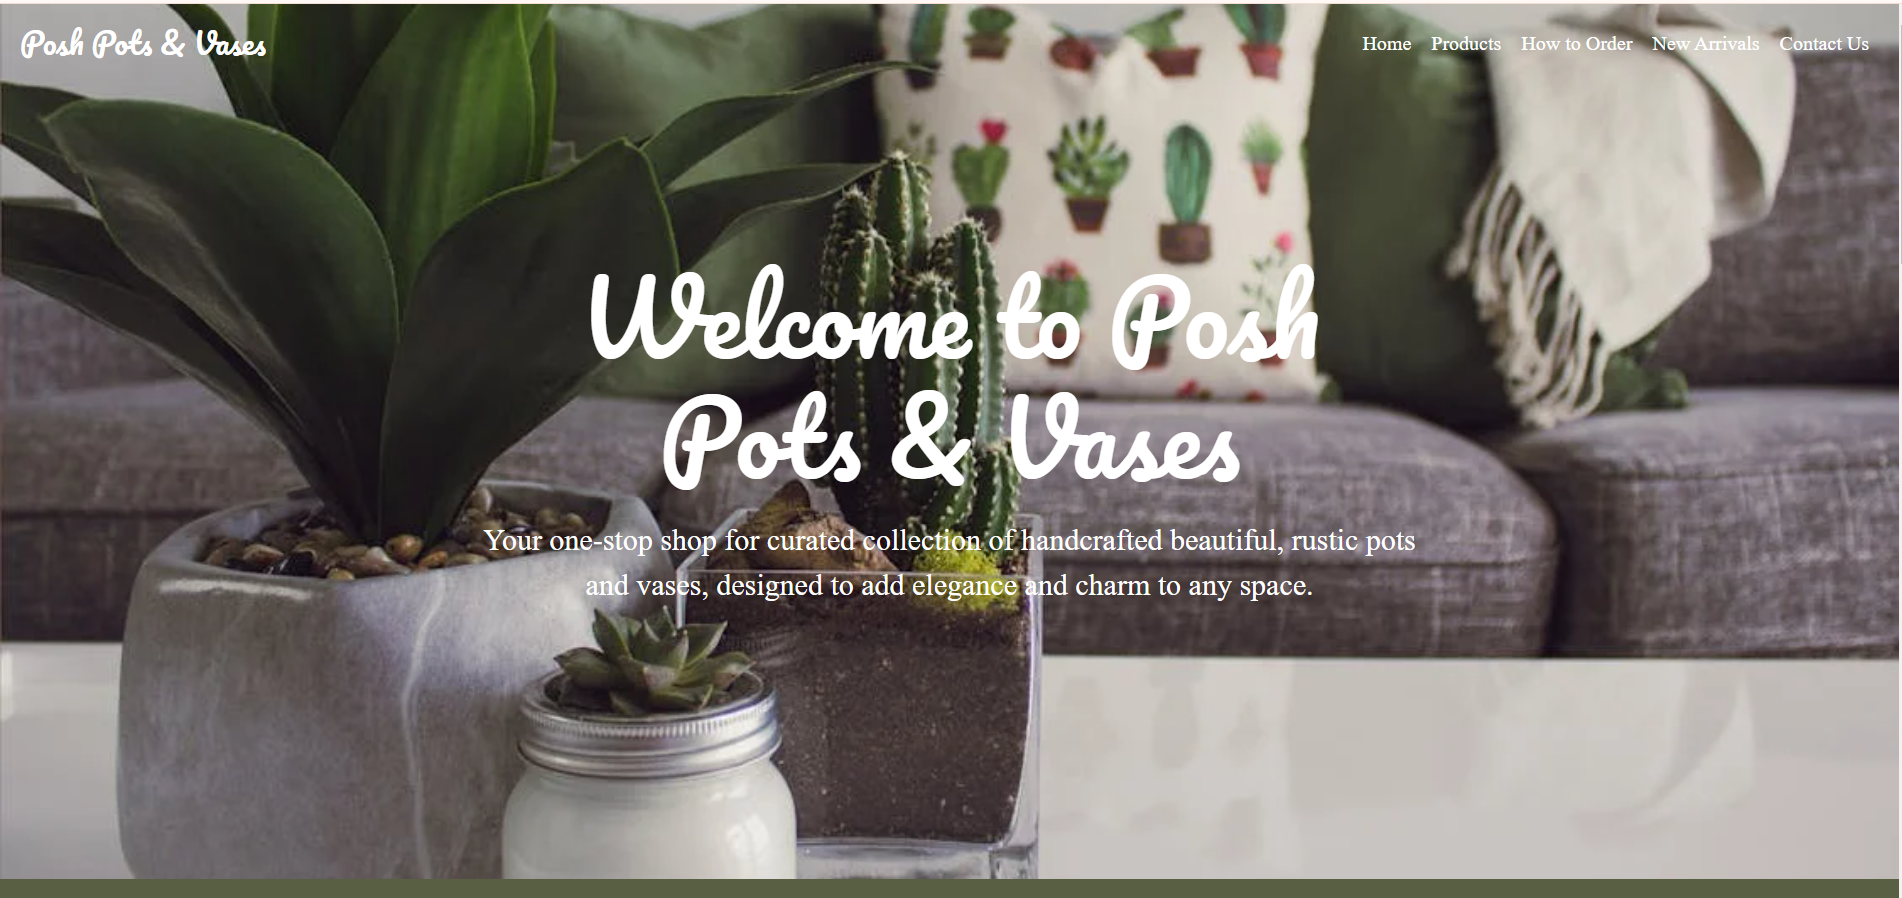 Posh Pots & Vases
Home Products How to Order New Arrivals Contact Us
Welcome to Posh
Pots & Vases
Your one-stop shop for curated collection of handcrafted beautiful, rustic pots
and vases, designed to add elegance and charm to any space.